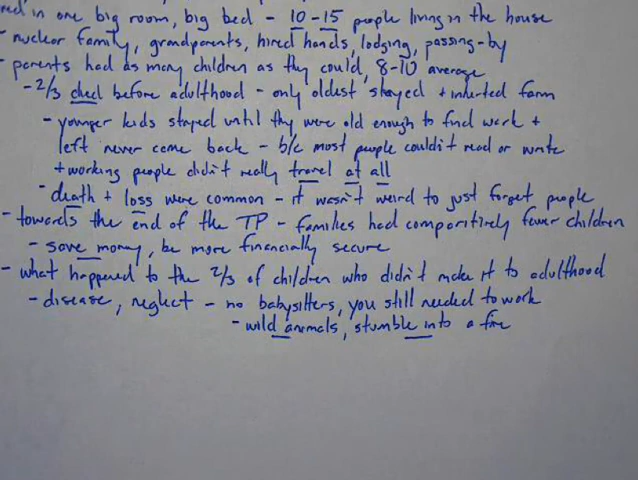 in one big room, big bed - 10-15 people living in the house
- nuclear family, grandparents, hired hands, lodging, passing-by
- parents had as many children as they could, 8-10 average
- 2/3 died before adulthood - only oldest stayed + inherited farm
- younger kids stayed until they were old enough to find work +
left never come back - b/c most people couldn't read or write
+ working people didn't really travel at all
- death + loss were common - it wasn't weird to just forget people
- towards the end of the TP - families had comparitively fewer children
- save money, be more financially secure
- what happened to the 2/3 of children who didn't make it to adulthood
- disease, neglect - no babysitters, you still needed to work
- wild animals, stumble into a fire